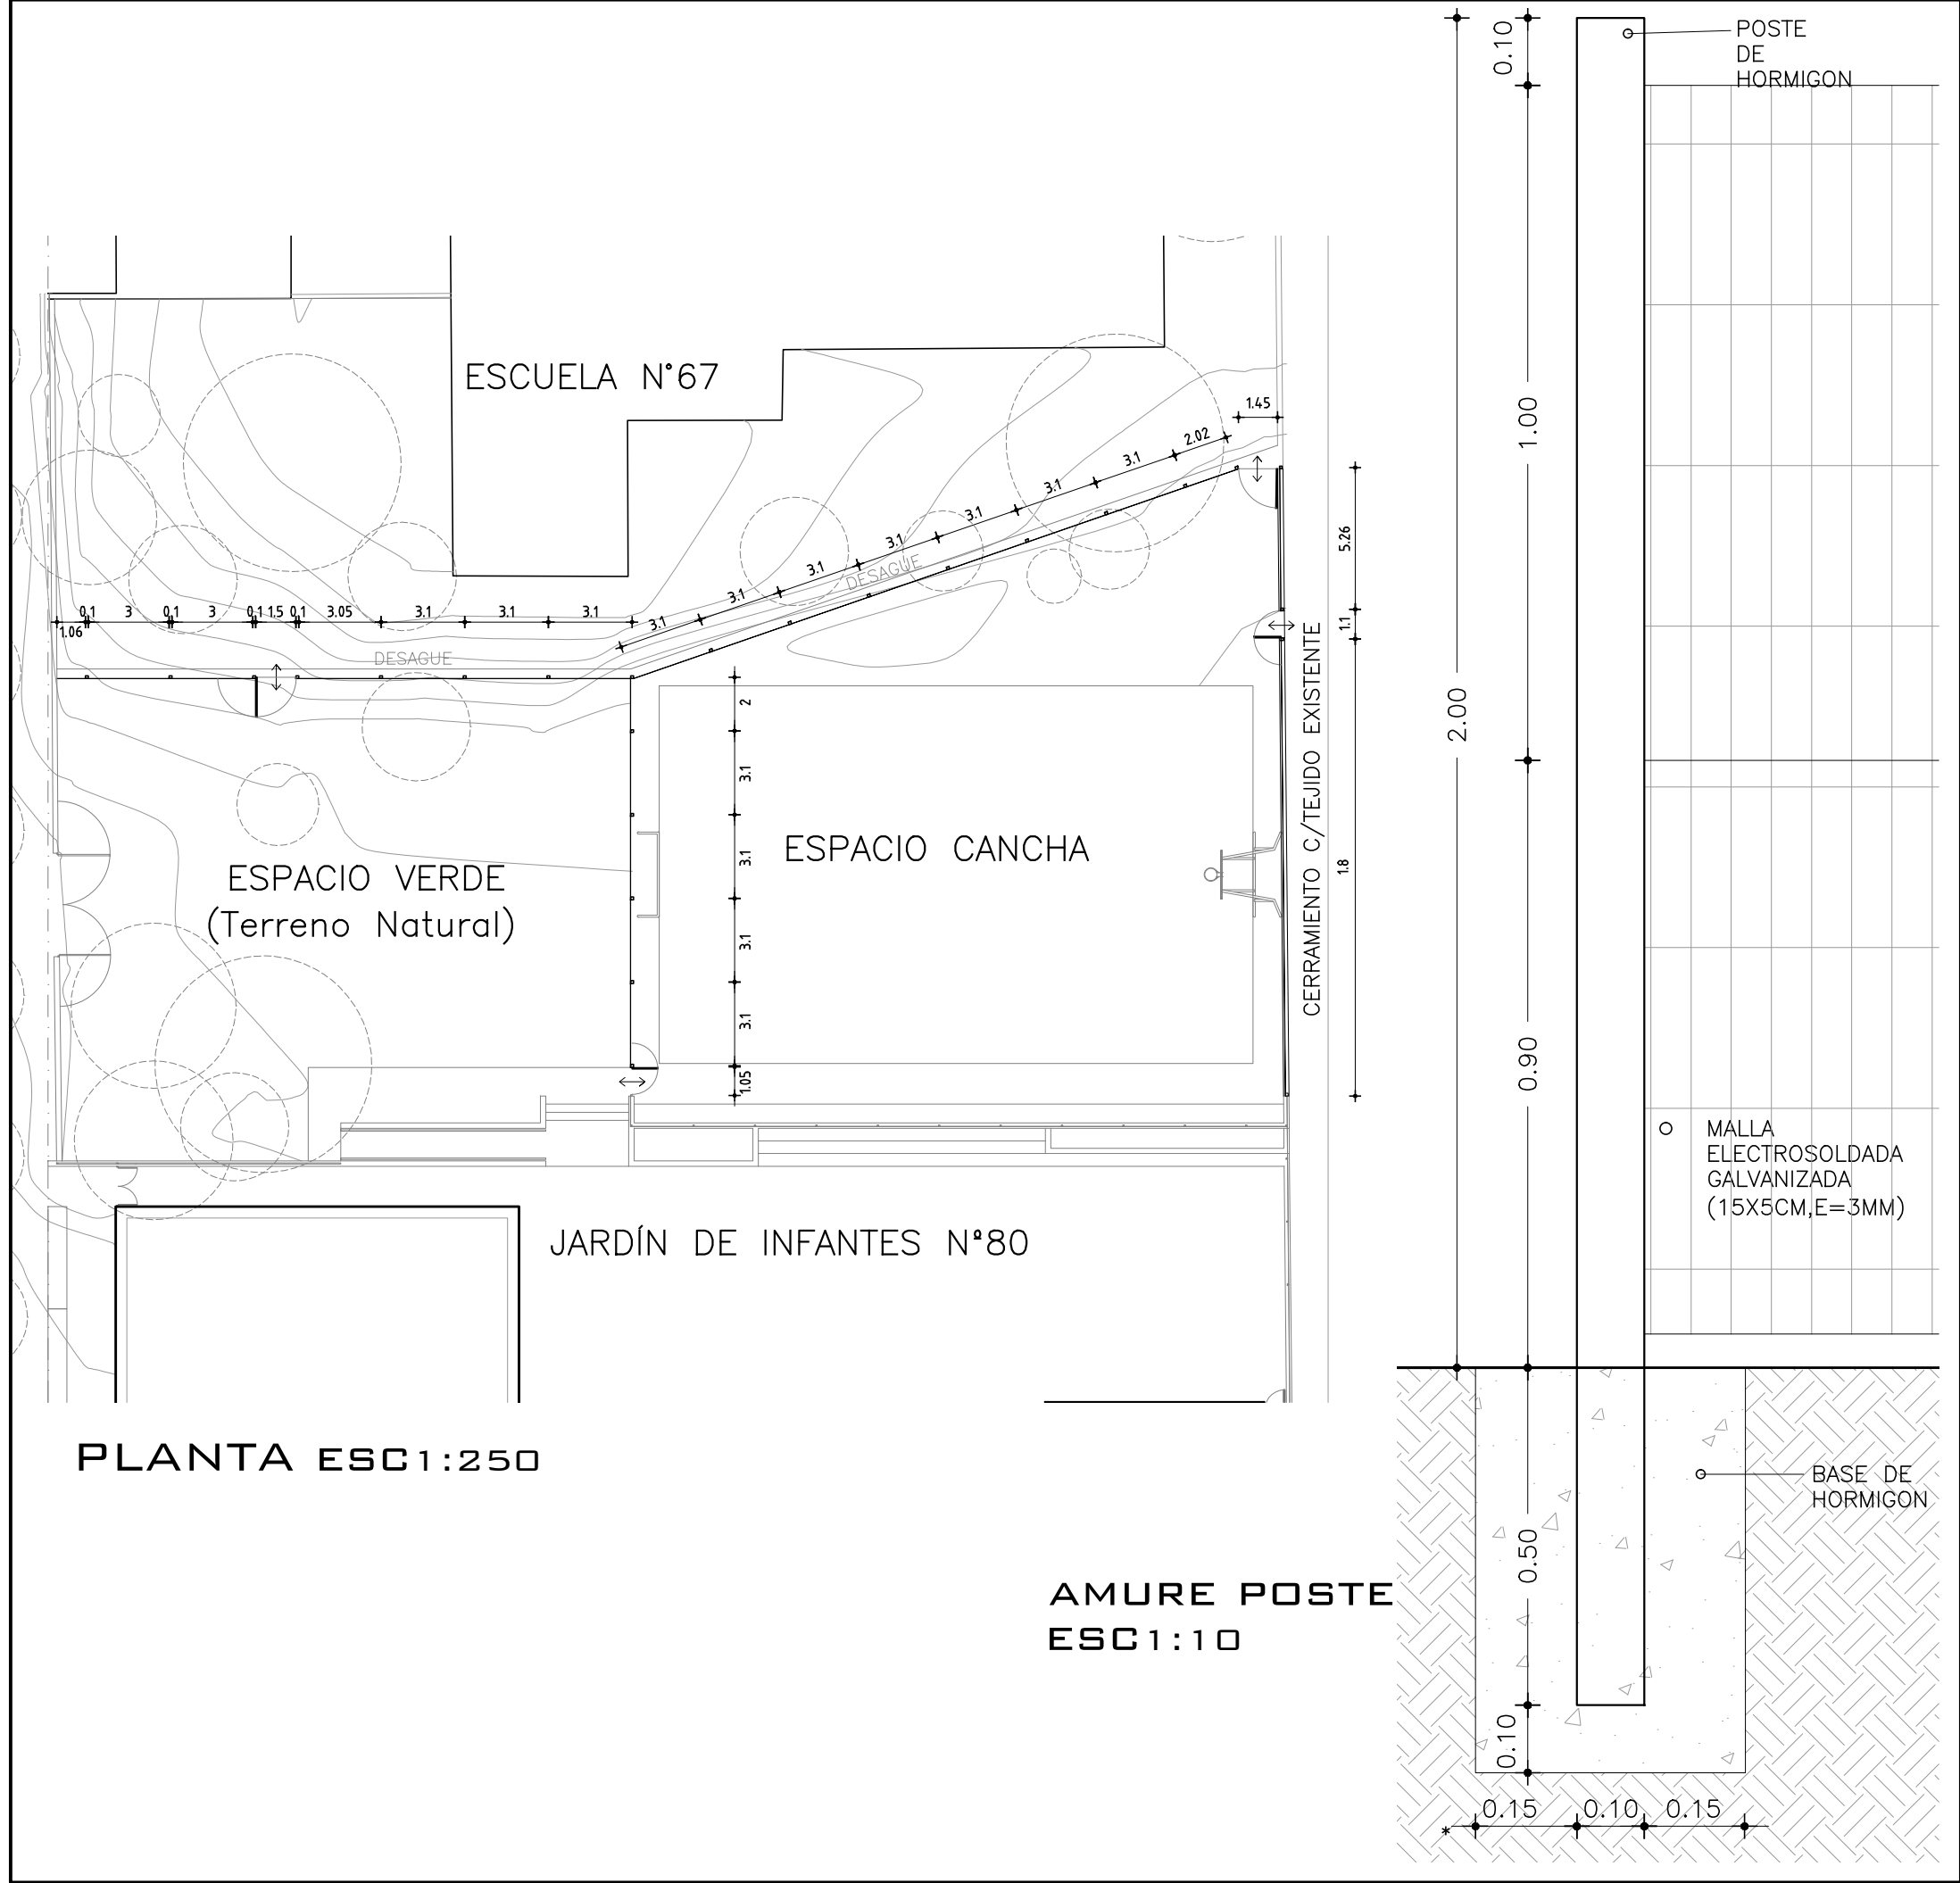 ESCUELA N°67
1.45
2.02
3.1
3.1
3.1
3.1
3.1
3.1
3.1
DESAGUE
0.1
3
0.1
3
0.1
1.5
0.1
3.05
3.1
3.1
3.1
1.06
DESAGUE
5.26
1.1
1.8
CERRAMIENTO C/TEJIDO EXISTENTE
2
3.1
3.1
3.1
3.1
1.05
ESPACIO CANCHA
ESPACIO VERDE
(Terreno Natural)
JARDÍN DE INFANTES Nº80
PLANTA ESC1:250
POSTE
DE
HORMIGON
0.10
1.00
2.00
0.90
MALLA
ELECTROSOLDADA
GALVANIZADA
(15X5CM,E=3MM)
BASE DE
HORMIGON
0.50
0.10
0.15
0.10
0.15
*
AMURE POSTE
ESC1:10